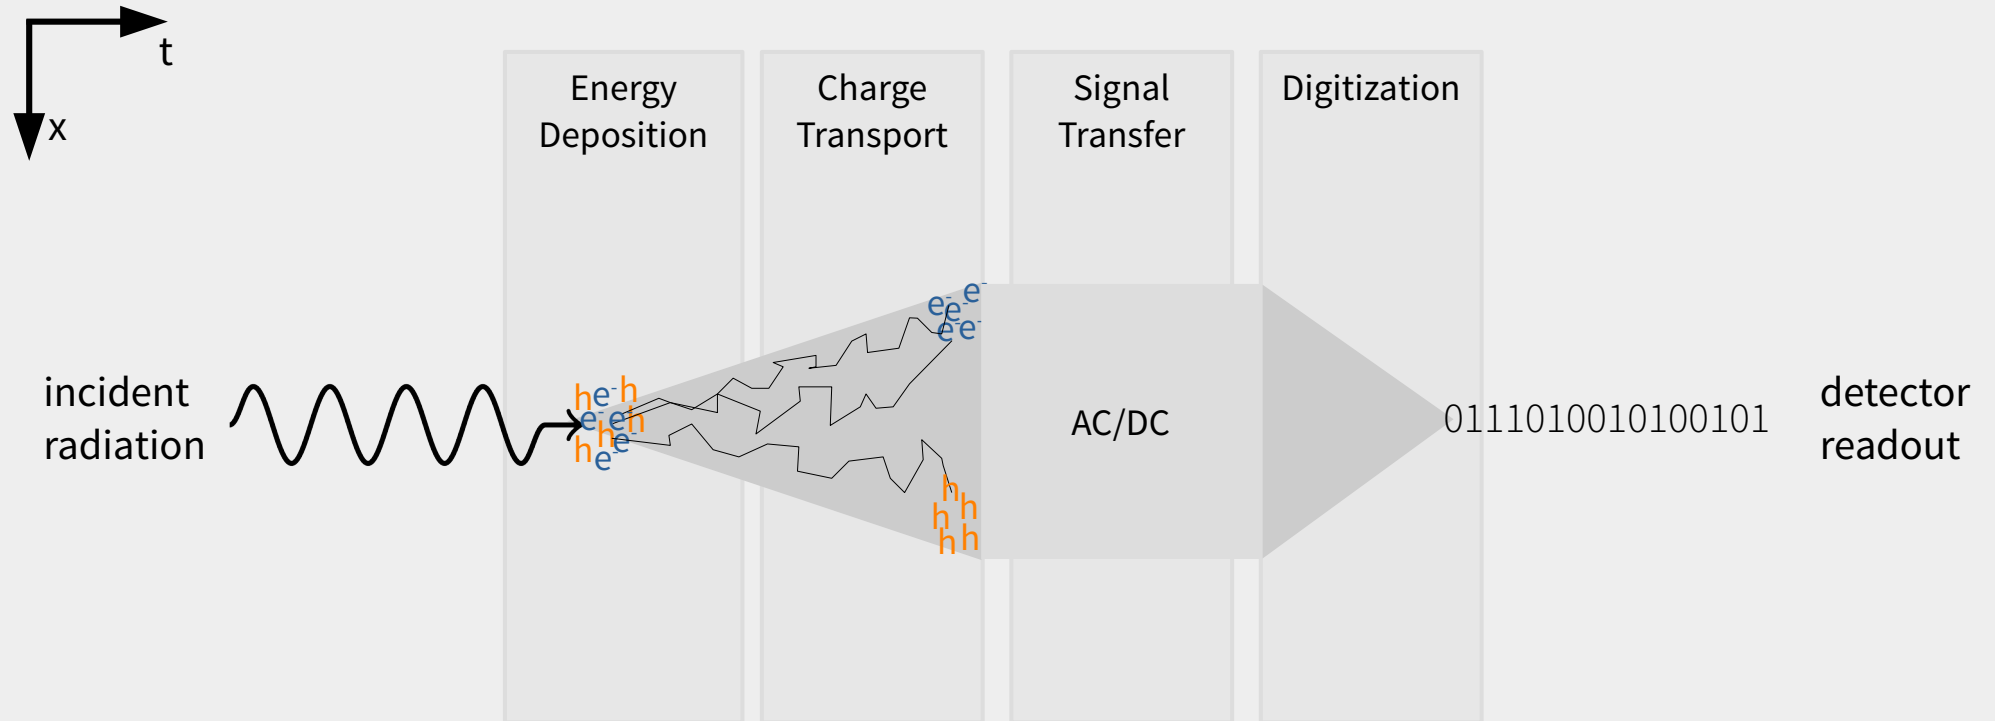 t
x
Energy
Deposition
Charge
Transport
Signal
Transfer
Digitization
incident
radiation
h e⁻ h
e⁻ e⁻ h
h e⁻
h e⁻
e⁻ e⁻
e⁻
e⁻ e⁻
h
h h
h h
AC/DC
0111010010100101
detector
readout